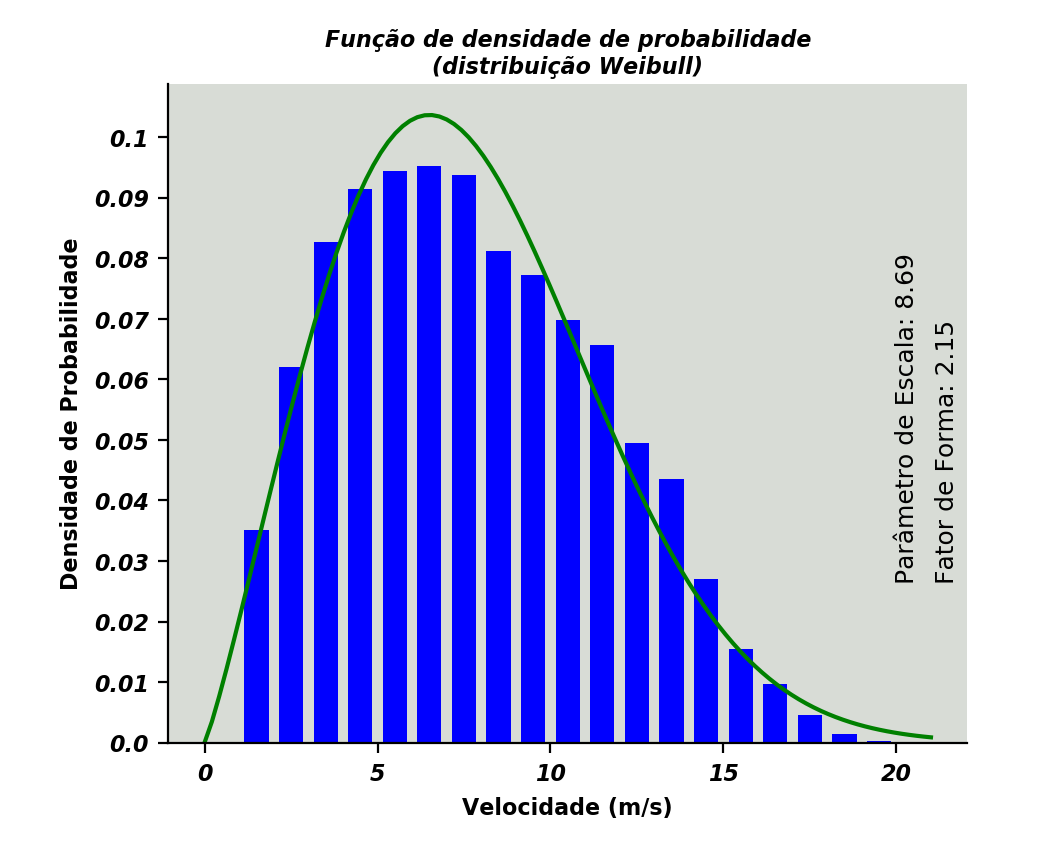 Função de densidade de probabilidade
(distribuição Weibull)
Densidade de Probabilidade
0.1
0.09
0.08
0.07
0.06
0.05
0.04
0.03
0.02
0.01
0.0
0 5 10 15 20
Velocidade (m/s)
Parâmetro de Escala: 8.69
Fator de Forma: 2.15